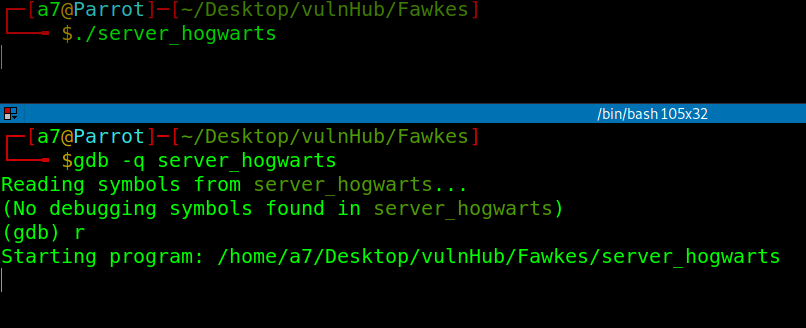 ┌─[a7@Parrot]─[~/Desktop/vulnHub/Fawkes]
└──╼ $./server_hogwarts
/bin/bash 105x32
┌─[a7@Parrot]─[~/Desktop/vulnHub/Fawkes]
└──╼ $gdb -q server_hogwarts
Reading symbols from server_hogwarts...
(No debugging symbols found in server_hogwarts)
(gdb) r
Starting program: /home/a7/Desktop/vulnHub/Fawkes/server_hogwarts